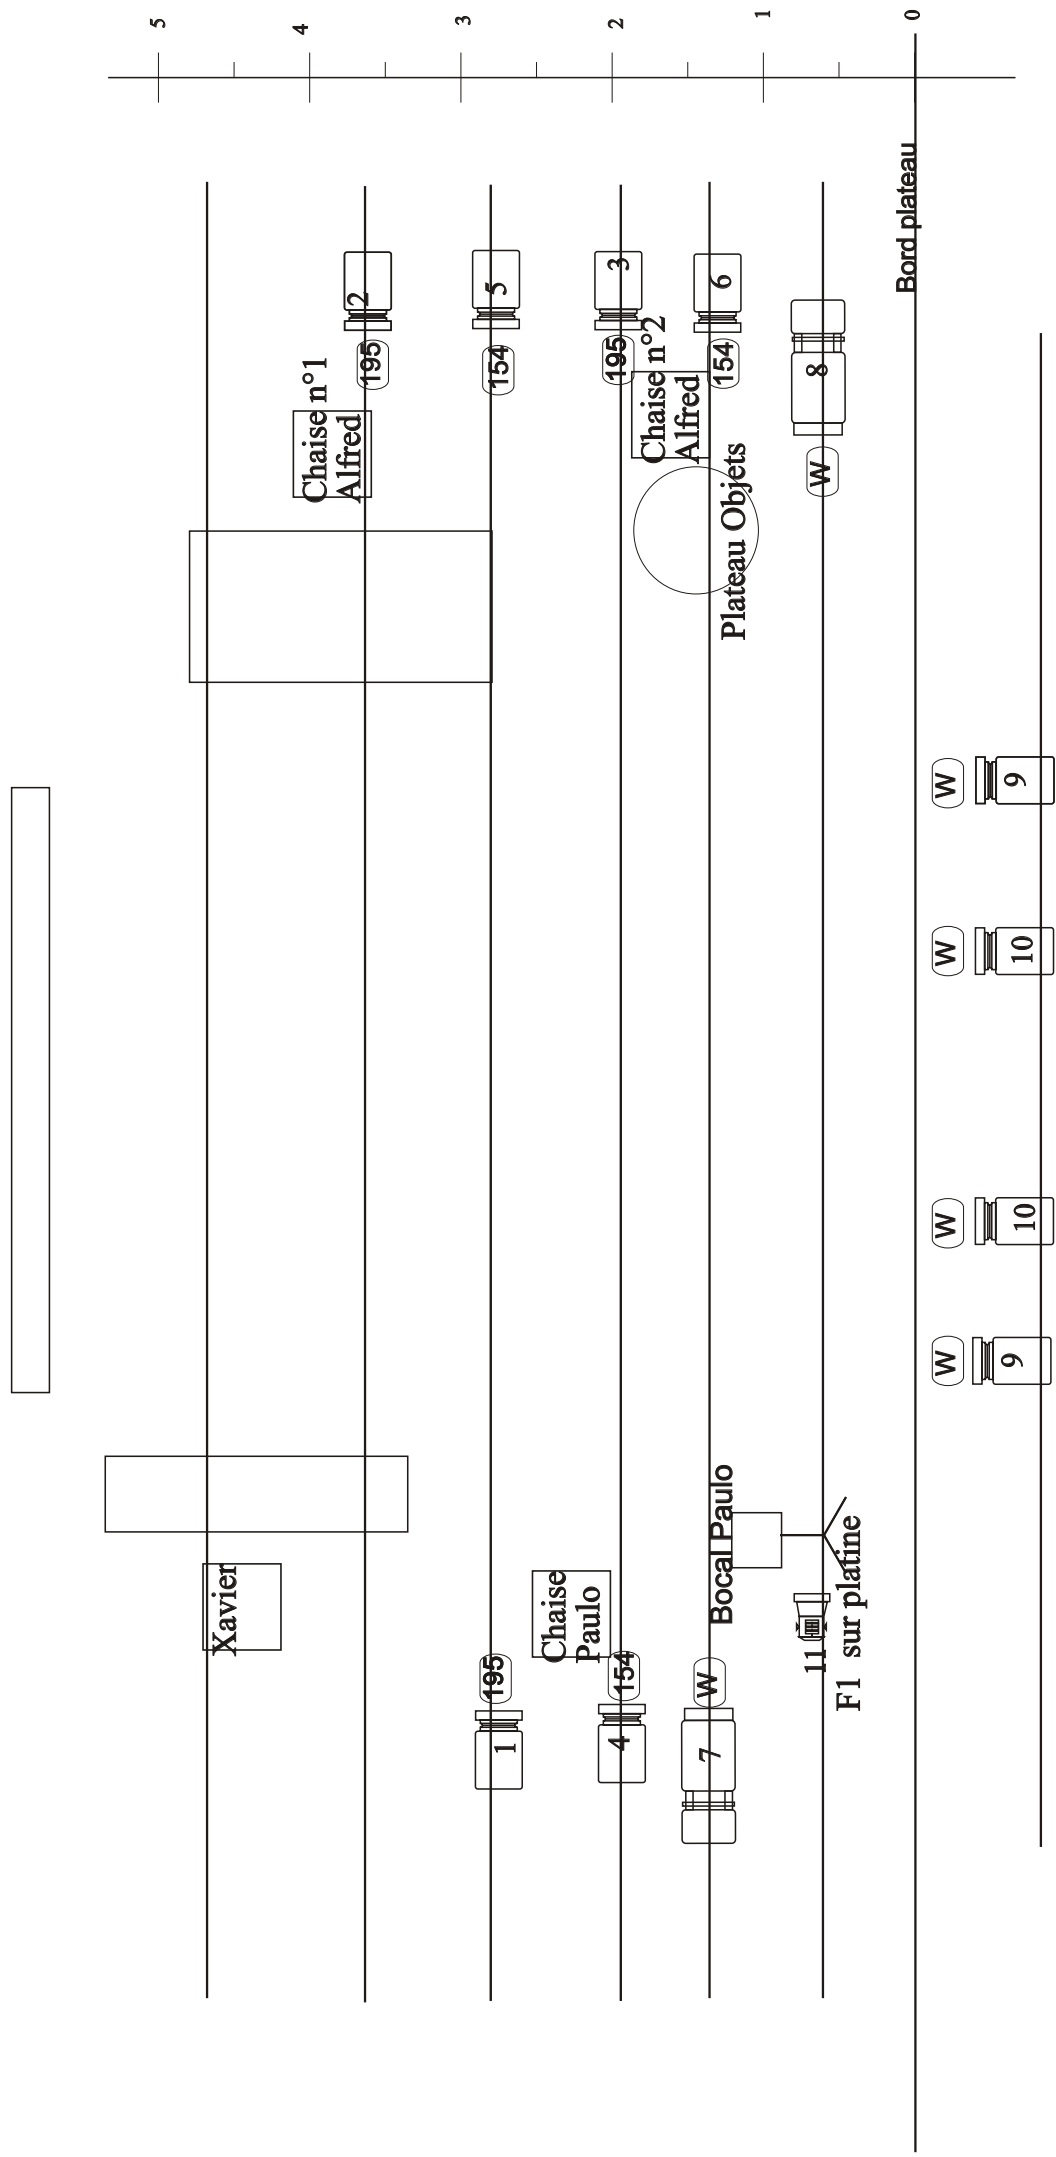 5
4
3
2
1
0
Bord plateau
2
195
Chaise n°1
Alfred
5
154
3
195
Chaise n°2
Alfred
6
154
Plateau Objets
8
W
W
9
W
10
W
10
W
9
Xavier
Chaise
Paulo
195
1
154
4
Bocal Paulo
W
7
11
F1 sur platine